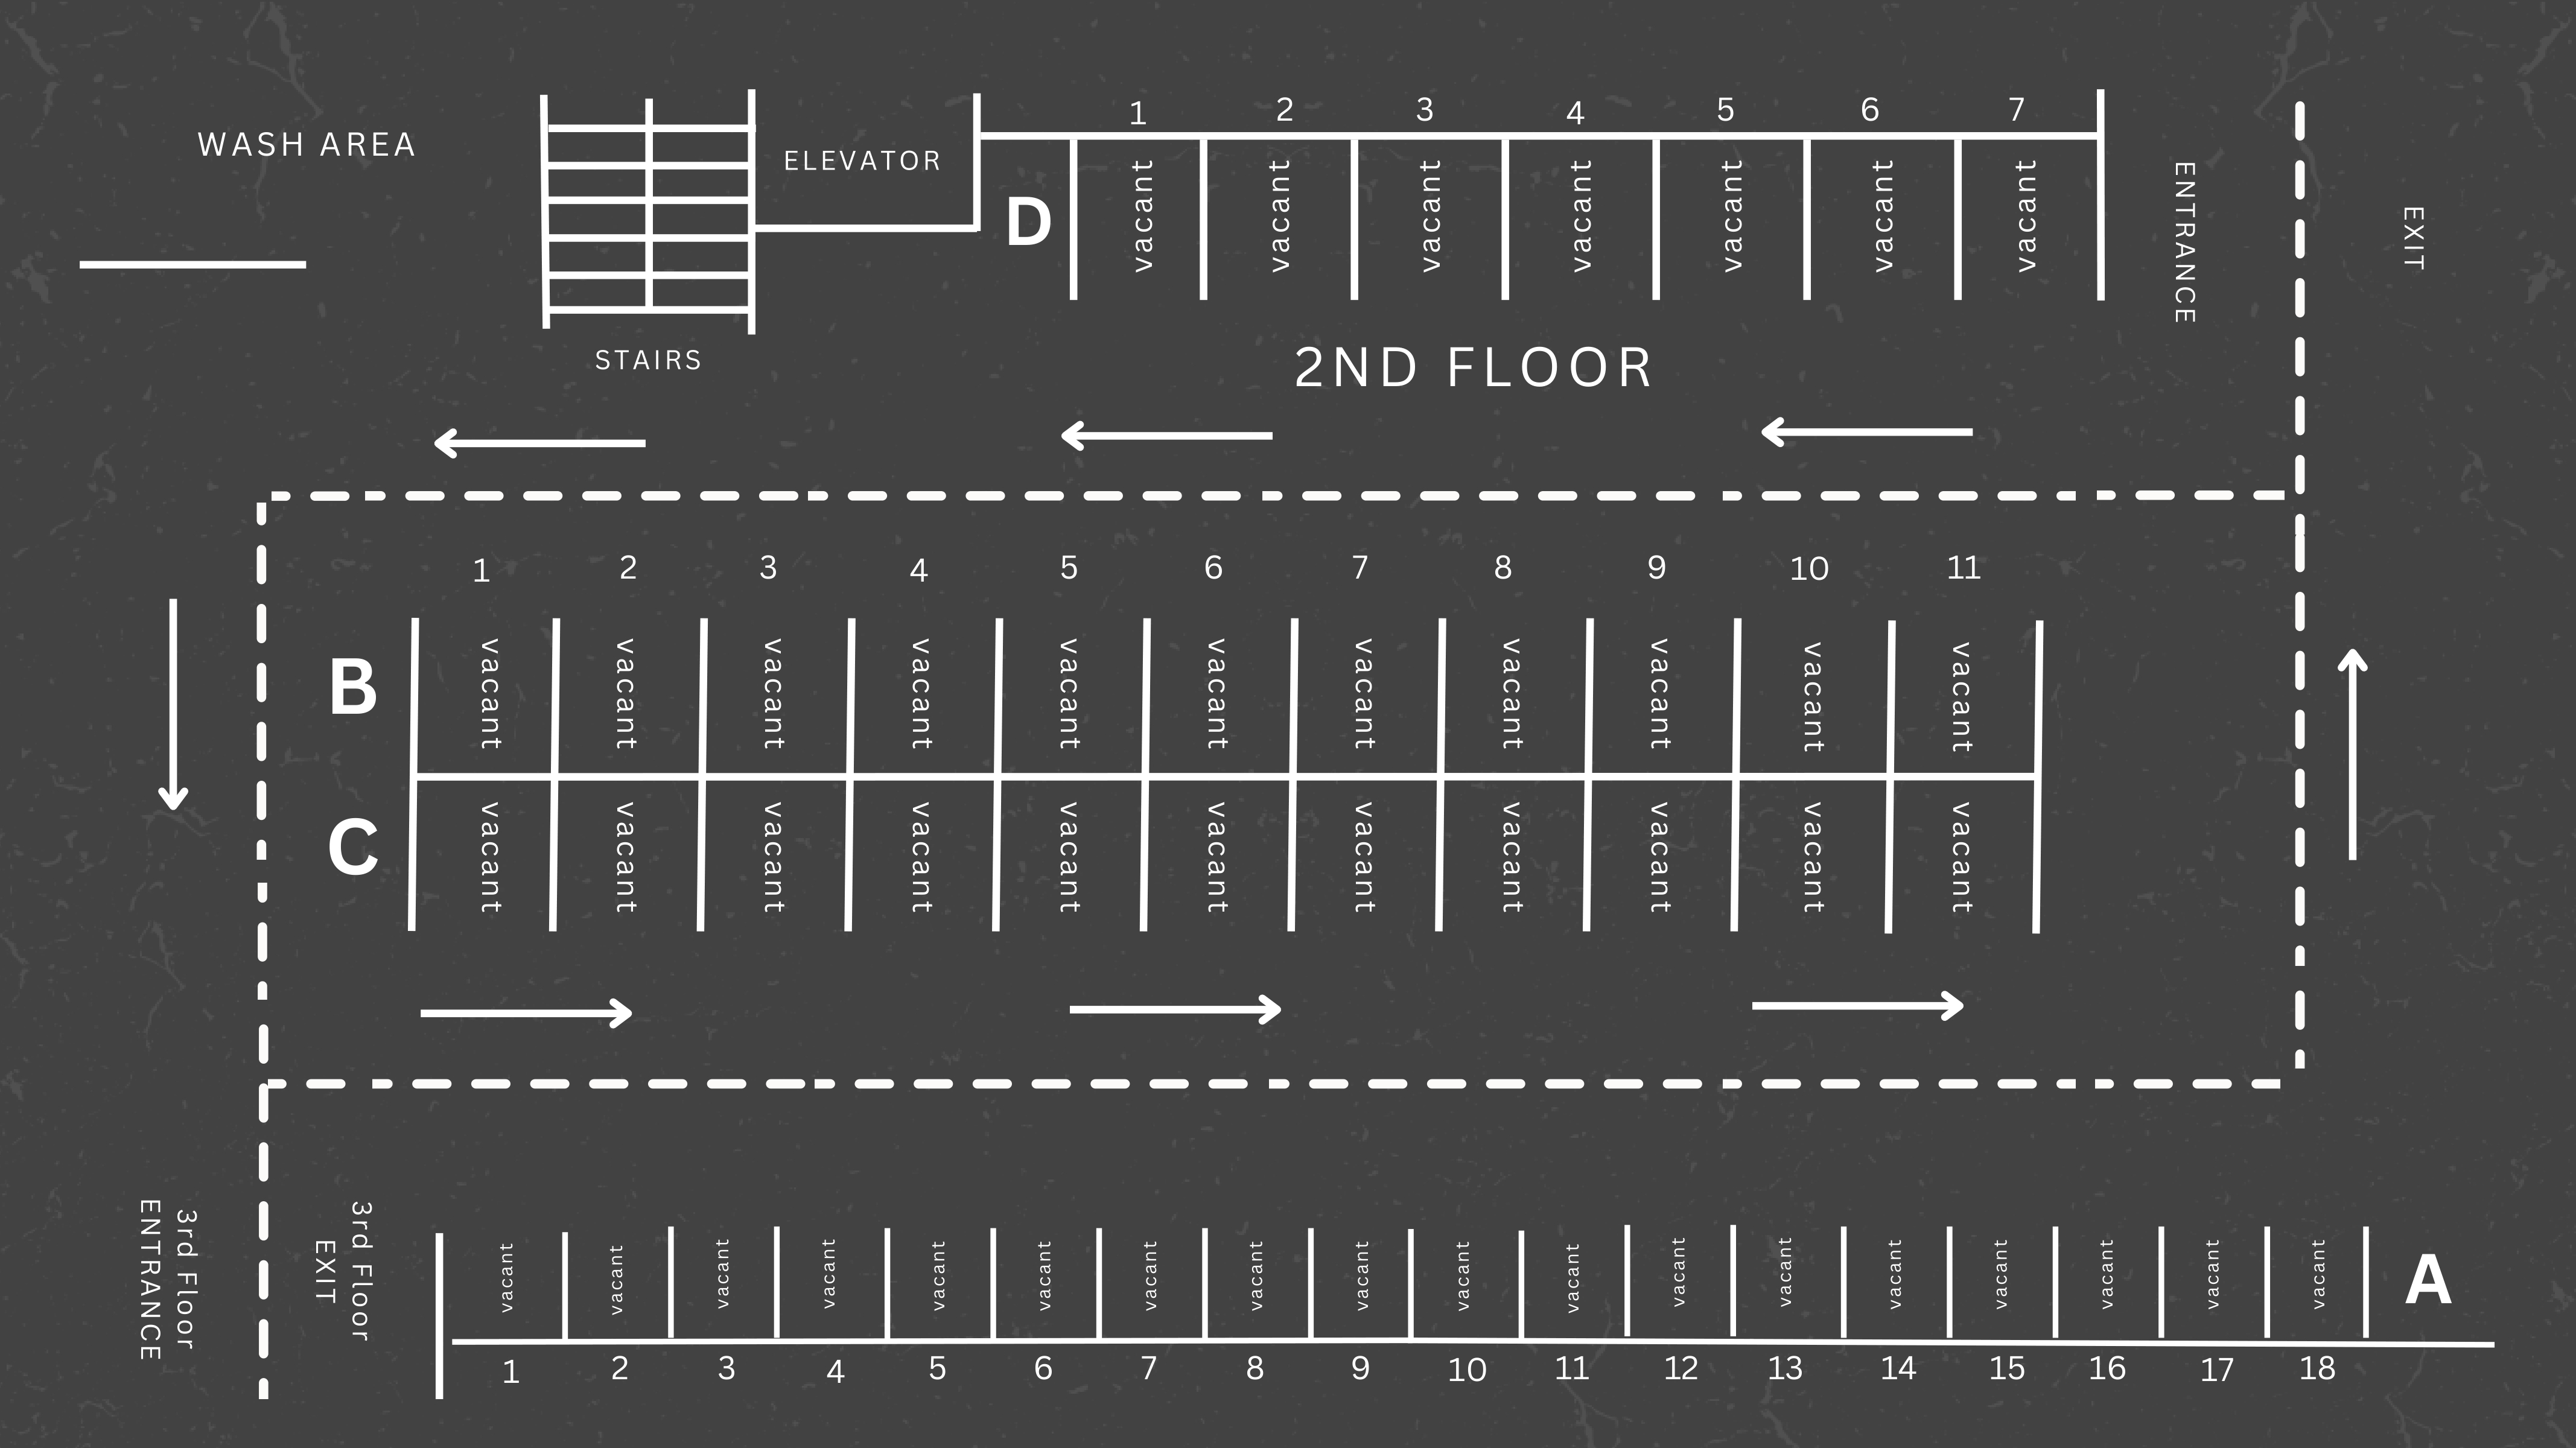 WASH AREA
ELEVATOR
STAIRS
1 2 3 4 5 6 7
D
vacant vacant vacant vacant vacant vacant vacant
ENTRANCE
EXIT
2ND FLOOR
1 2 3 4 5 6 7 8 9 10 11
B
vacant vacant vacant vacant vacant vacant vacant vacant vacant vacant vacant
C
vacant vacant vacant vacant vacant vacant vacant vacant vacant vacant vacant
3rd Floor
ENTRANCE
3rd Floor
EXIT
vacant vacant vacant vacant vacant vacant vacant vacant vacant vacant vacant vacant vacant vacant vacant vacant vacant vacant
A
1 2 3 4 5 6 7 8 9 10 11 12 13 14 15 16 17 18